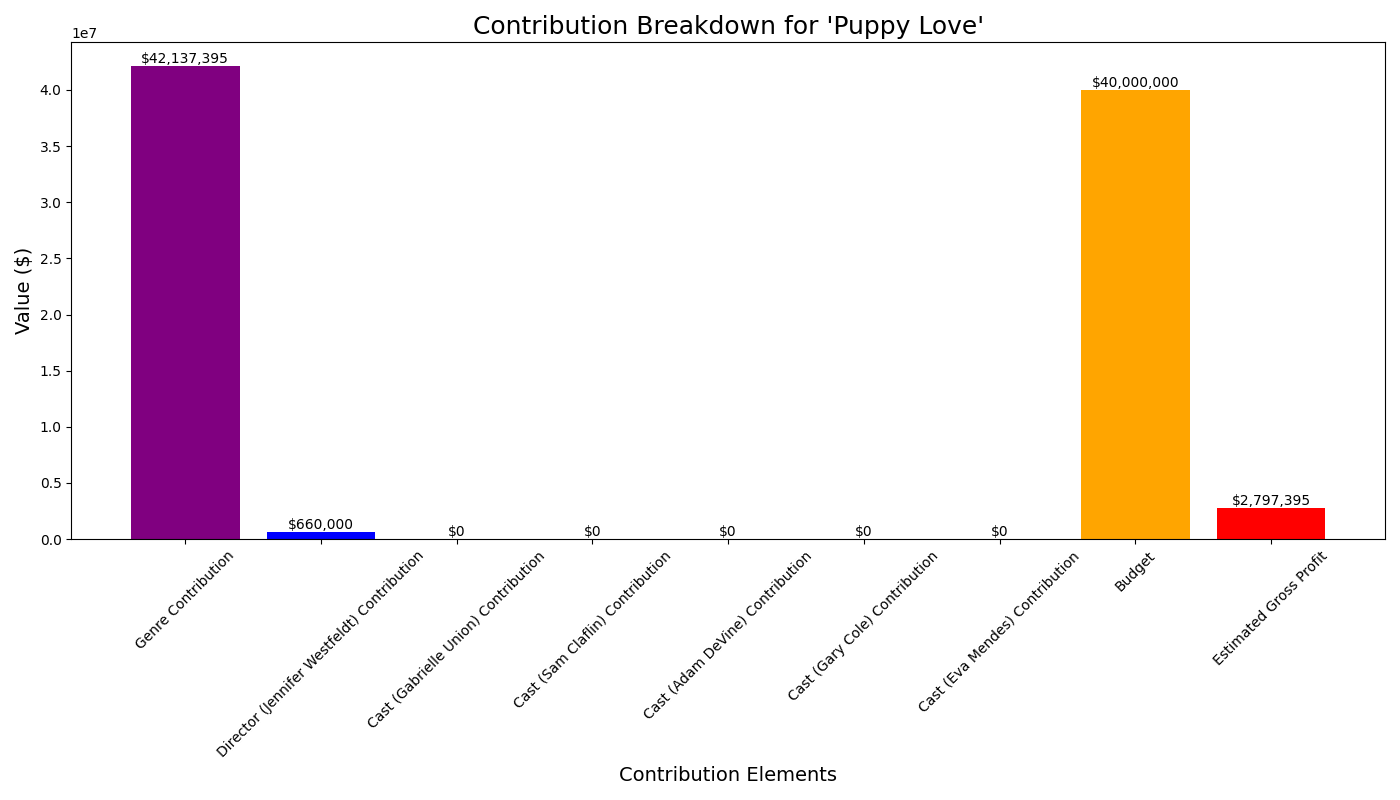 Contribution Breakdown for 'Puppy Love'
1e7
Value ($)
4.0
3.5
3.0
2.5
2.0
1.5
1.0
0.5
0.0
$42,137,395
$660,000
$0
$0
$0
$0
$0
$40,000,000
$2,797,395
Genre Contribution
Director (Jennifer Westfeldt) Contribution
Cast (Gabrielle Union) Contribution
Cast (Sam Claflin) Contribution
Cast (Adam DeVine) Contribution
Cast (Gary Cole) Contribution
Cast (Eva Mendes) Contribution
Budget
Estimated Gross Profit
Contribution Elements